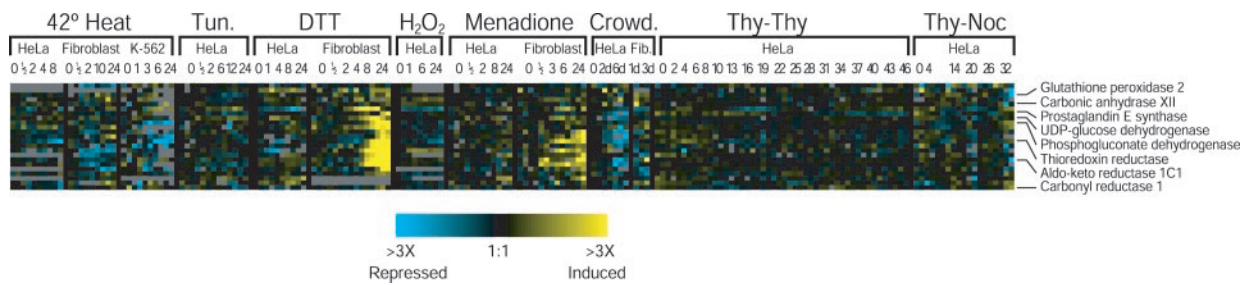 42º Heat Tun. DTT H₂O₂ Menadione Crowd. Thy-Thy Thy-Noc
HeLa Fibroblast K-562 HeLa HeLa Fibroblast HeLa HeLa Fibroblast HeLa Fib. HeLa HeLa
0 ½ 2 4 8 0 ½ 2 10 24 0 1 3 6 24 0 ½ 2 6 12 24 0 1 4 8 24 0 ½ 2 4 8 24 0 1 6 24 0 ½ 2 8 24 0 ½ 3 6 24 0 2d 6d 1d 3d 0 2 4 6 8 10 13 16 19 22 25 28 31 34 37 40 43 46 0 4 14 20 26 32
Glutathione peroxidase 2
Carbonic anhydrase XII
Prostaglandin E synthase
UDP-glucose dehydrogenase
Phosphogluconate dehydrogenase
Thioredoxin reductase
Aldo-keto reductase 1C1
Carbonyl reductase 1
>3X 1:1 >3X
Repressed Induced